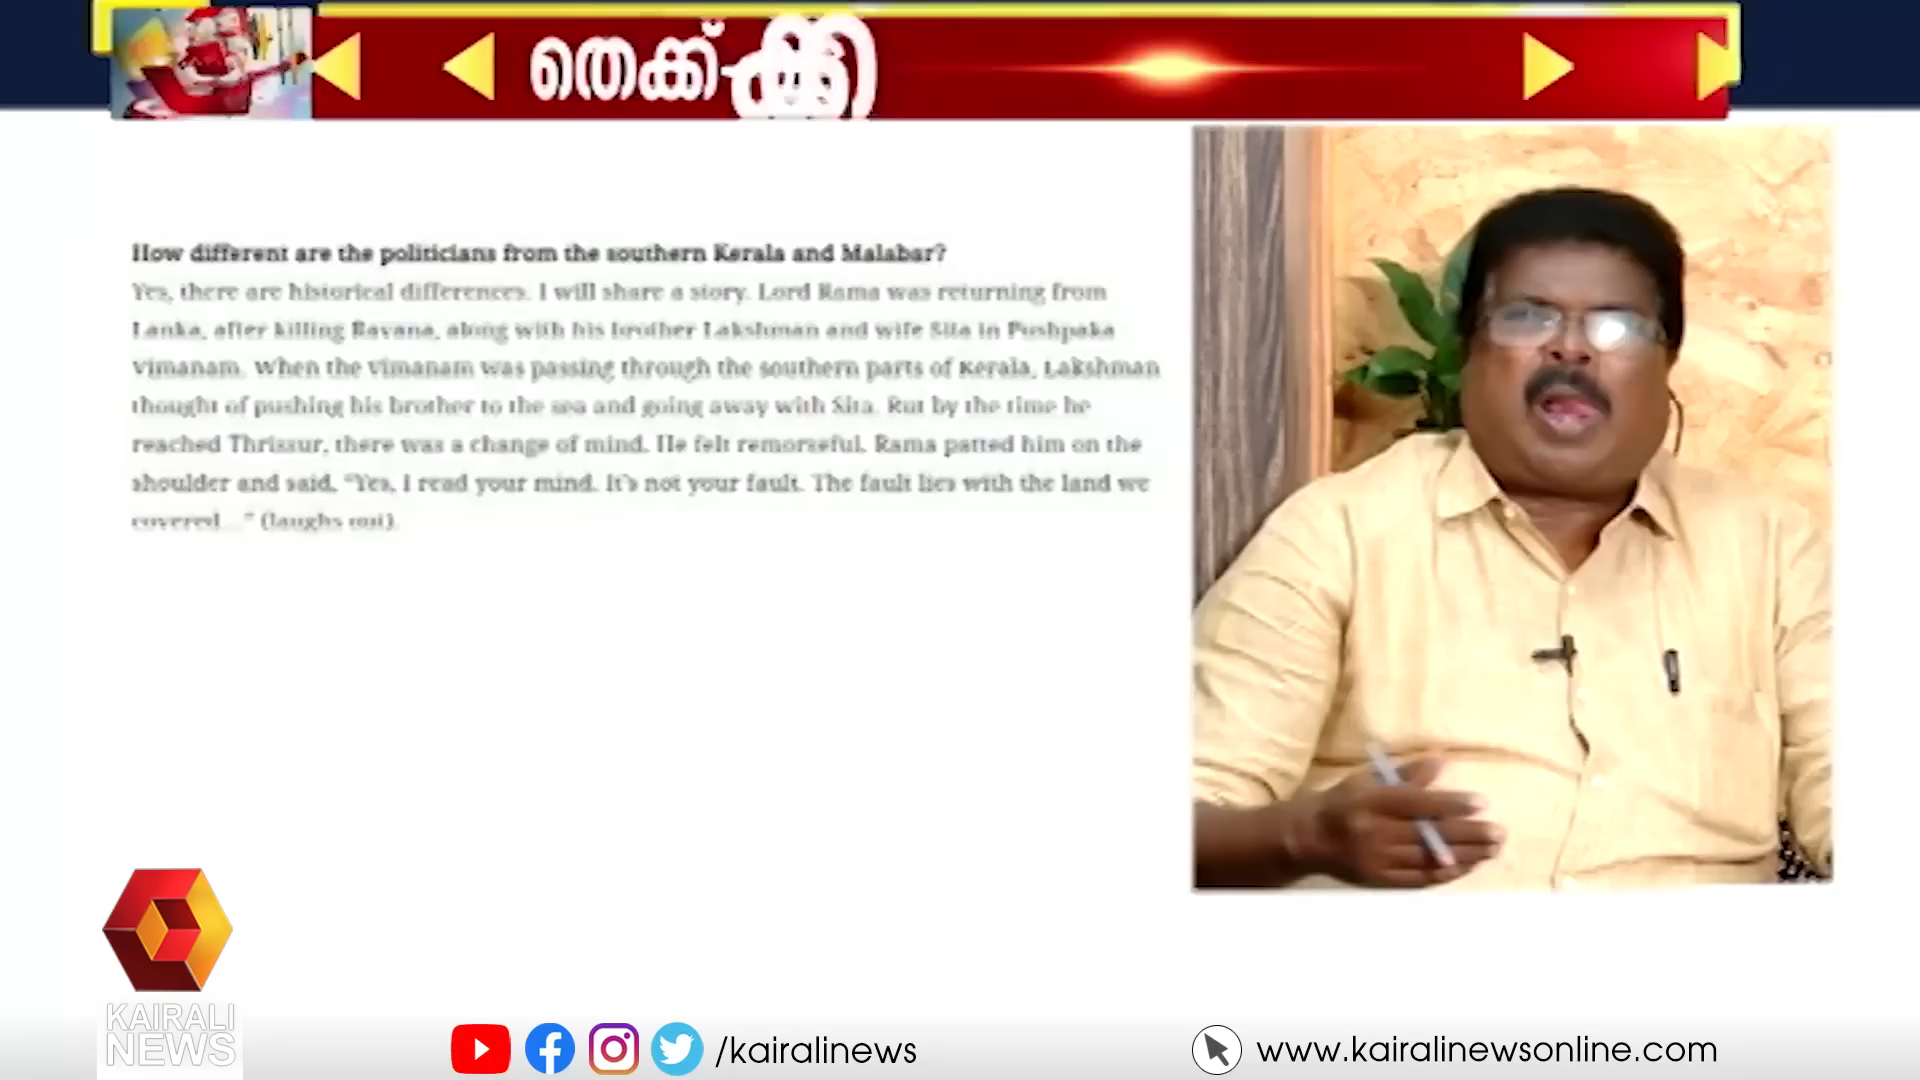 തെക്ക്
How different are the politicians from the southern Kerala and Malabar?
Yes, there are historical differences. I will share a story. Lord Rama was returning from
Lanka, after killing Ravana, along with his brother Lakshman and wife Sita in Pushpaka
Vimanam. When the Vimanam was passing through the southern parts of Kerala, Lakshman
thought of pushing his brother to the sea and going away with Sita. But by the time he
reached Thrissur, there was a change of mind. He felt remorseful. Rama patted him on the
shoulder and said, "Yes, I read your mind. It's not your fault. The fault lies with the land we
covered..." (laughs out).
KAIRALI
NEWS
/kairalinews
www.kairalinewsonline.com